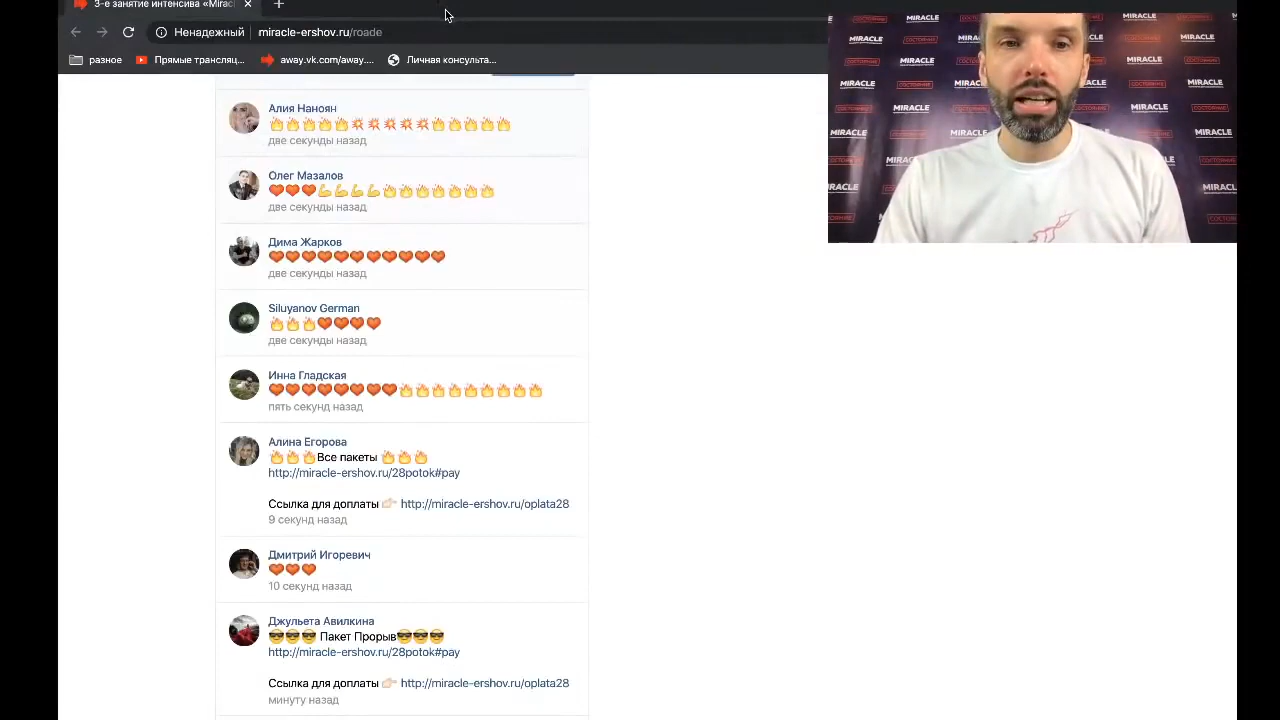 3-е занятие интенсива «Mirac
Ненадежный miracle-ershov.ru/roade
разное Прямые трансляц... away.vk.com/away.... Личная консульта...
Алия Наноян
🔥🔥🔥🔥🔥💥💥💥💥💥🔥🔥🔥🔥🔥
две секунды назад
Олег Мазалов
❤❤❤💪💪💪💪🔥🔥🔥🔥🔥🔥🔥
две секунды назад
Дима Жарков
❤❤❤❤❤❤❤❤❤❤❤
две секунды назад
Siluyanov German
🔥🔥🔥❤❤❤❤
две секунды назад
Инна Гладская
❤❤❤❤❤❤❤❤🔥🔥🔥🔥🔥🔥🔥🔥🔥
пять секунд назад
Алина Егорова
🔥🔥🔥Все пакеты 🔥🔥🔥
http://miracle-ershov.ru/28potok#pay
Ссылка для доплаты 👉🏻 http://miracle-ershov.ru/oplata28
9 секунд назад
Дмитрий Игоревич
❤❤❤
10 секунд назад
Джульета Авилкина
😎😎😎 Пакет Прорыв😎😎😎
http://miracle-ershov.ru/28potok#pay
Ссылка для доплаты 👉🏻 http://miracle-ershov.ru/oplata28
минуту назад
MIRACLE СОСТОЯНИЕ